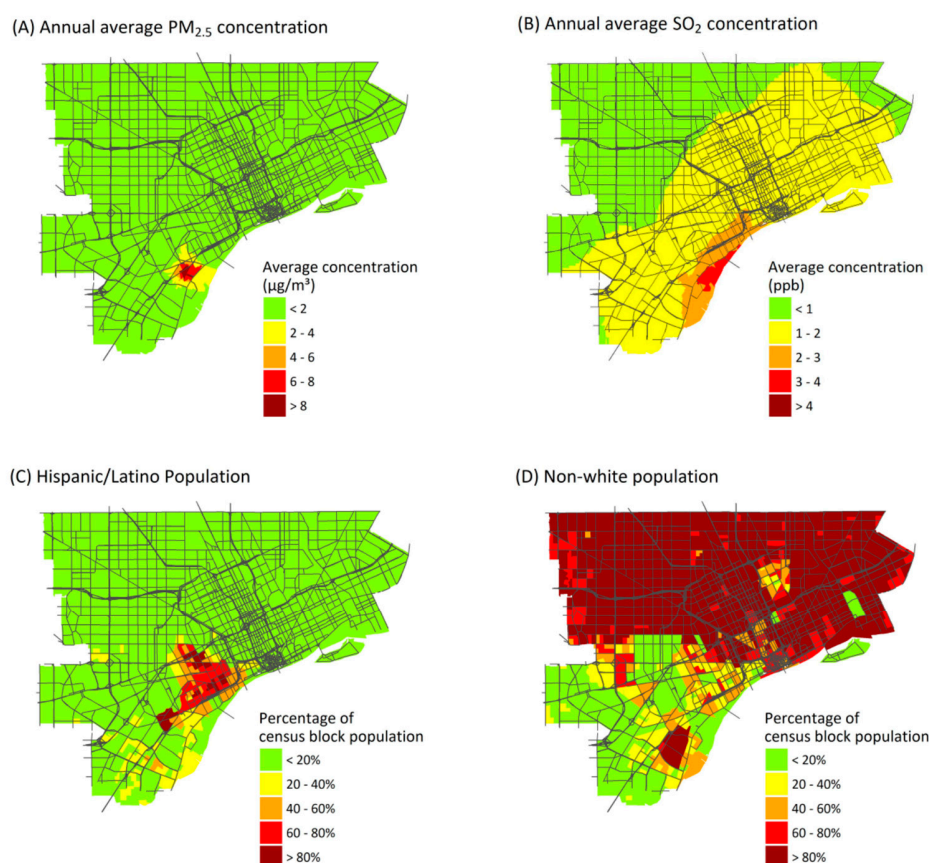 (A) Annual average PM₂.₅ concentration
Average concentration
(µg/m³)
< 2
2 - 4
4 - 6
6 - 8
> 8
(B) Annual average SO₂ concentration
Average concentration
(ppb)
< 1
1 - 2
2 - 3
3 - 4
> 4
(C) Hispanic/Latino Population
Percentage of
census block population
< 20%
20 - 40%
40 - 60%
60 - 80%
> 80%
(D) Non-white population
Percentage of
census block population
< 20%
20 - 40%
40 - 60%
60 - 80%
> 80%